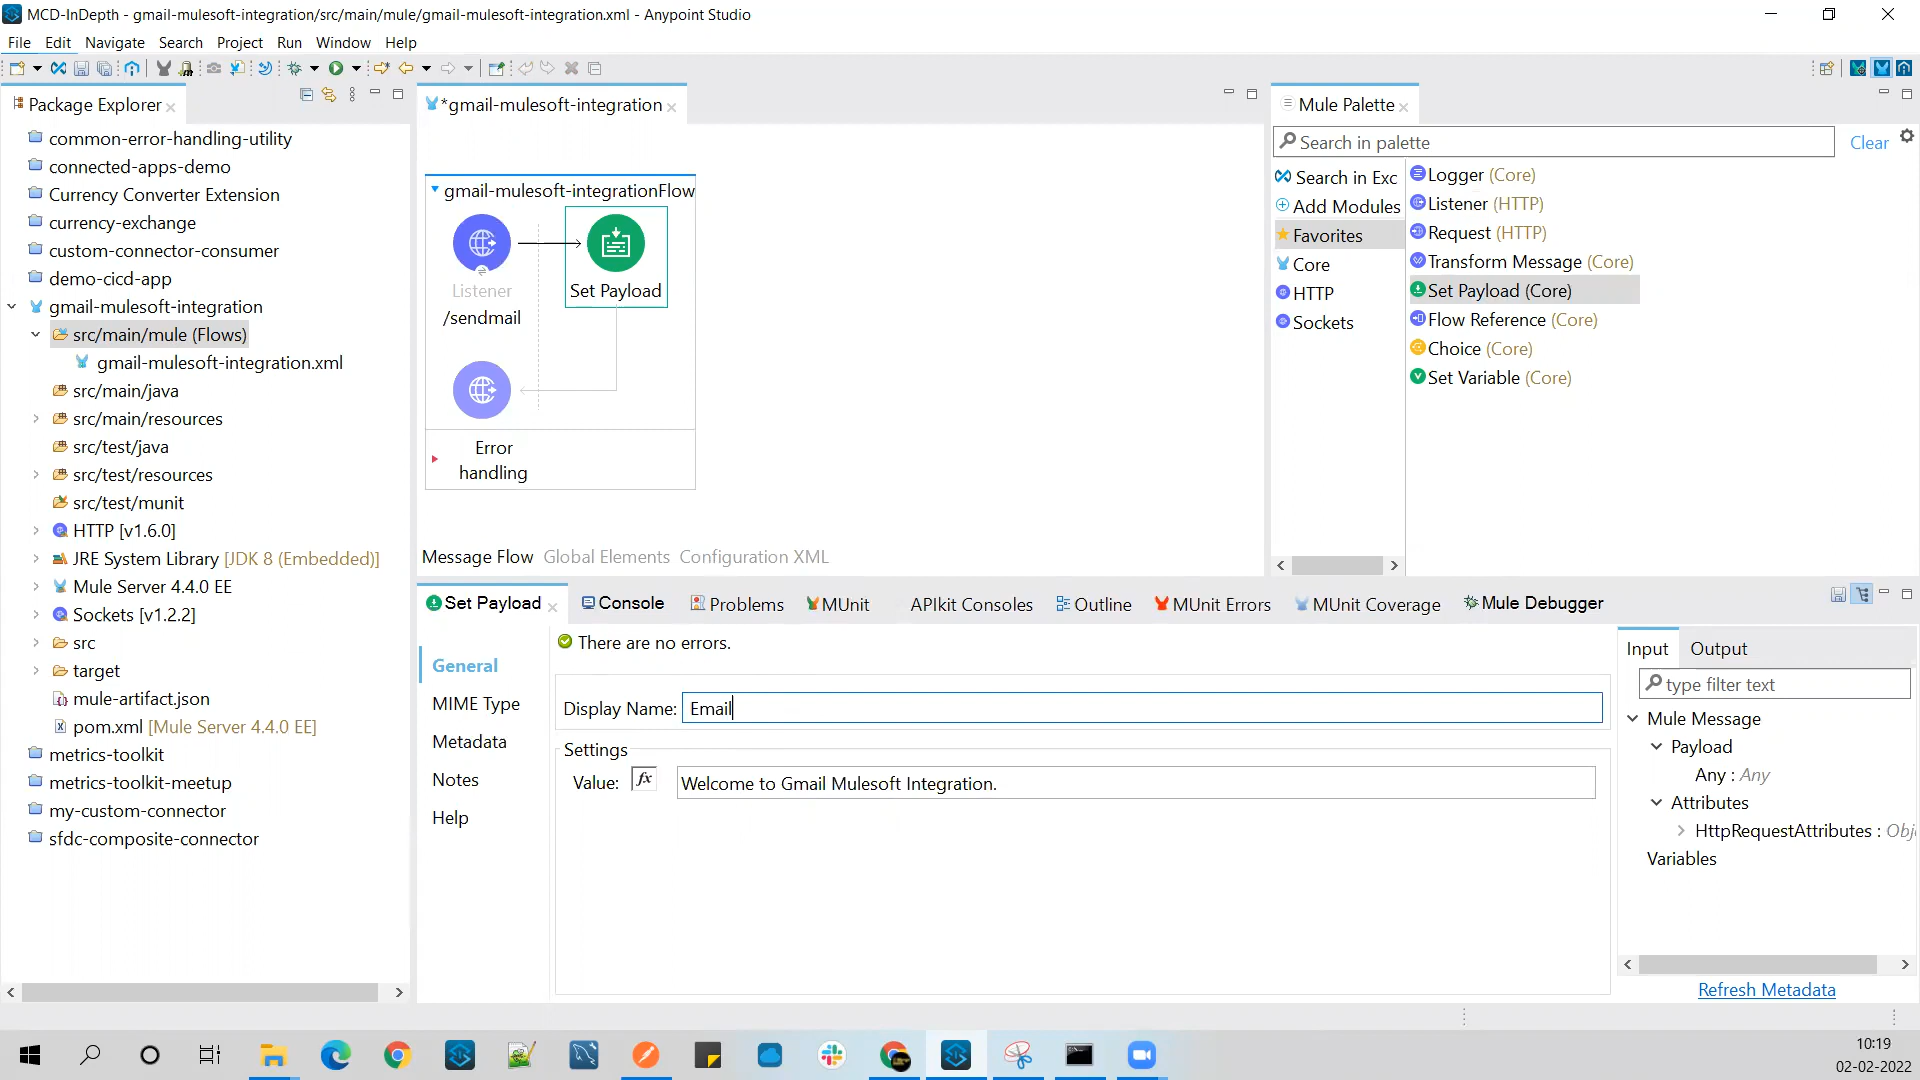 MCD-InDepth - gmail-mulesoft-integration/src/main/mule/gmail-mulesoft-integration.xml - Anypoint Studio
File Edit Navigate Search Project Run Window Help
Package Explorer
common-error-handling-utility
connected-apps-demo
Currency Converter Extension
currency-exchange
custom-connector-consumer
demo-cicd-app
gmail-mulesoft-integration
src/main/mule (Flows)
gmail-mulesoft-integration.xml
src/main/java
src/main/resources
src/test/java
src/test/resources
src/test/munit
HTTP [v1.6.0]
JRE System Library [JDK 8 (Embedded)]
Mule Server 4.4.0 EE
Sockets [v1.2.2]
src
target
mule-artifact.json
pom.xml [Mule Server 4.4.0 EE]
metrics-toolkit
metrics-toolkit-meetup
my-custom-connector
sfdc-composite-connector
*gmail-mulesoft-integration
gmail-mulesoft-integrationFlow
Listener
/sendmail
Set Payload
Error
handling
Message Flow Global Elements Configuration XML
Mule Palette
Search in palette
Clear
Search in Exc
Add Modules
Favorites
Core
HTTP
Sockets
Logger (Core)
Listener (HTTP)
Request (HTTP)
Transform Message (Core)
Set Payload (Core)
Flow Reference (Core)
Choice (Core)
Set Variable (Core)
Set Payload Console Problems MUnit APIkit Consoles Outline MUnit Errors MUnit Coverage Mule Debugger
General
MIME Type
Metadata
Notes
Help
There are no errors.
Display Name: Email
Settings
Value: fx Welcome to Gmail Mulesoft Integration.
Input Output
type filter text
Mule Message
Payload
Any : Any
Attributes
HttpRequestAttributes : Obj
Variables
Refresh Metadata
10:19
02-02-2022